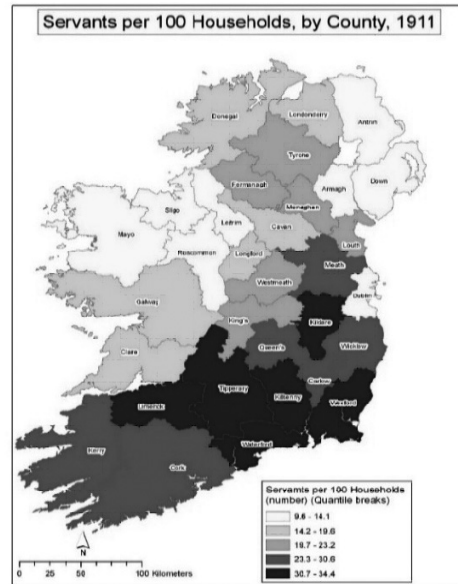 Servants per 100 Households, by County, 1911
Donegal
Londonderry
Antrim
Tyrone
Fermanagh
Armagh
Down
Monaghan
Sligo
Leitrim
Mayo
Cavan
Louth
Roscommon
Longford
Meath
Westmeath
Dublin
Galway
King's
Kildare
Queen's
Wicklow
Claire
Carlow
Tipperary
Kilkenny
Limerick
Wexford
Waterford
Kerry
Cork
N
0 25 50 100 Kilometers
Servants per 100 Households
(number) (Quantile breaks)
9.6 - 14.1
14.2 - 19.6
19.7 - 23.2
23.3 - 30.6
30.7 - 34.4